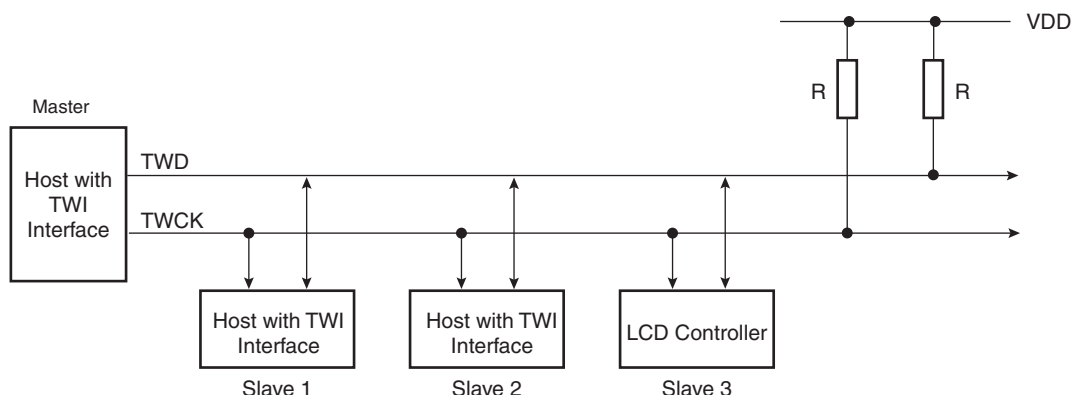 VDD
R
R
Master
Host with
TWI
Interface
TWD
TWCK
Host with TWI
Interface
Slave 1
Host with TWI
Interface
Slave 2
LCD Controller
Slave 3